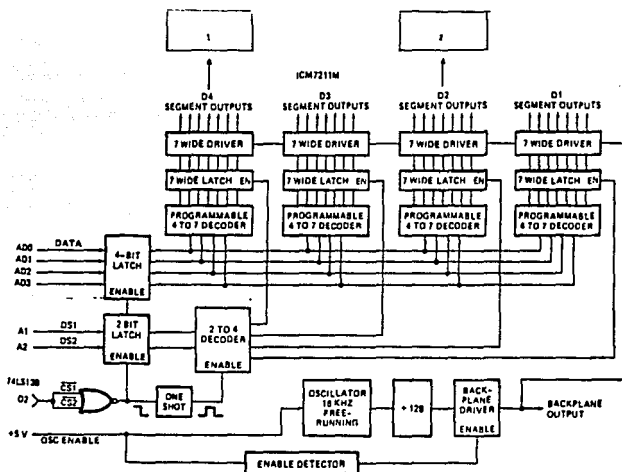 1
2
ICM7211M
D4
SEGMENT OUTPUTS
D3
SEGMENT OUTPUTS
D2
SEGMENT OUTPUTS
D1
SEGMENT OUTPUTS
7 WIDE DRIVER
7 WIDE DRIVER
7 WIDE DRIVER
7 WIDE DRIVER
7 WIDE LATCH EN
7 WIDE LATCH EN
7 WIDE LATCH EN
7 WIDE LATCH EN
PROGRAMMABLE
4 TO 7 DECODER
PROGRAMMABLE
4 TO 7 DECODER
PROGRAMMABLE
4 TO 7 DECODER
PROGRAMMABLE
4 TO 7 DECODER
AD0 DATA
AD1
AD2
AD3
4-BIT
LATCH
ENABLE
A1 DS1
A2 DS2
2 BIT
LATCH
ENABLE
2 TO 4
DECODER
ENABLE
74LS138
O2
CS1
CS2
ONE
SHOT
OSCILLATOR
16 KHZ
FREE-
RUNNING
÷ 128
BACK-
PLANE
DRIVER
ENABLE
BACKPLANE
OUTPUT
+5 V
OSC ENABLE
ENABLE DETECTOR